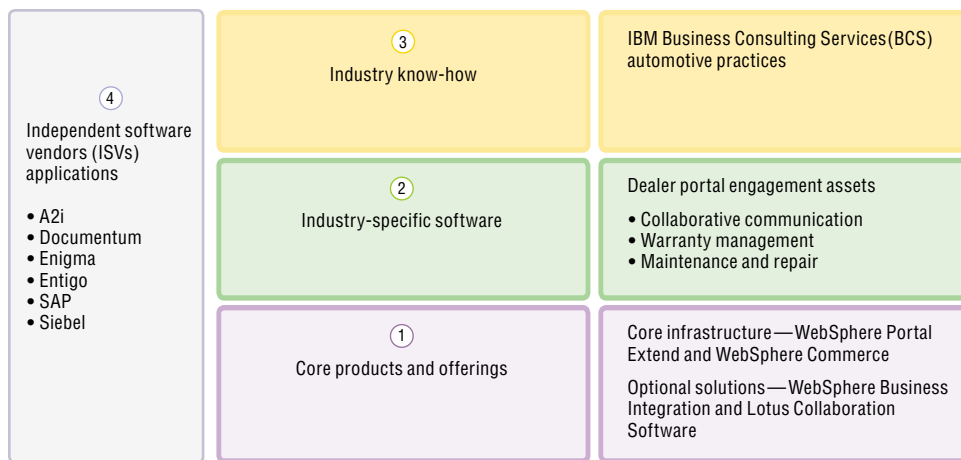 4
Independent software
vendors (ISVs)
applications
• A2i
• Documentum
• Enigma
• Entigo
• SAP
• Siebel
3
Industry know-how
IBM Business Consulting Services(BCS)
automotive practices
2
Industry-specific software
Dealer portal engagement assets
• Collaborative communication
• Warranty management
• Maintenance and repair
1
Core products and offerings
Core infrastructure—WebSphere Portal
Extend and WebSphere Commerce
Optional solutions—WebSphere Business
Integration and Lotus Collaboration
Software